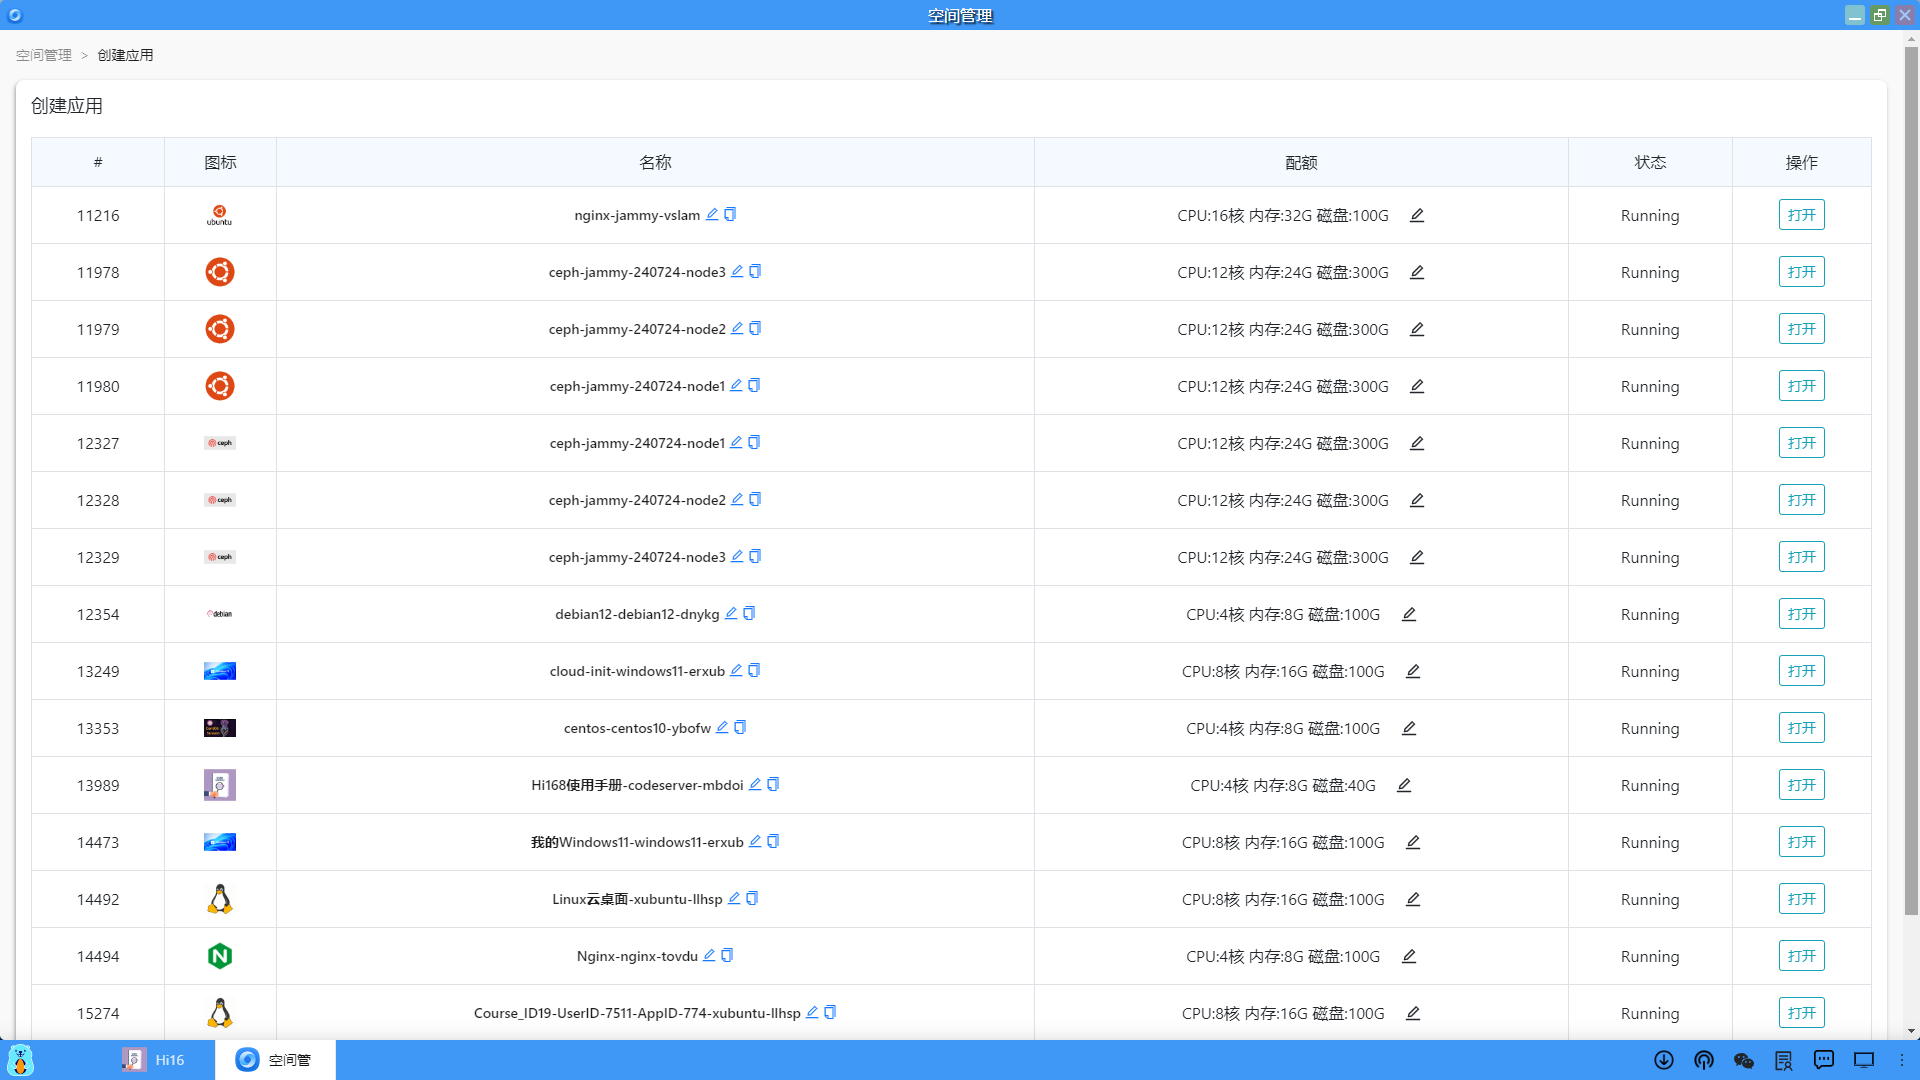 空间管理
空间管理 > 创建应用
创建应用
# 图标 名称 配额 状态 操作
11216 ubuntu nginx-jammy-vslam CPU:16核 内存:32G 磁盘:100G Running 打开
11978 ceph-jammy-240724-node3 CPU:12核 内存:24G 磁盘:300G Running 打开
11979 ceph-jammy-240724-node2 CPU:12核 内存:24G 磁盘:300G Running 打开
11980 ceph-jammy-240724-node1 CPU:12核 内存:24G 磁盘:300G Running 打开
12327 ceph ceph-jammy-240724-node1 CPU:12核 内存:24G 磁盘:300G Running 打开
12328 ceph ceph-jammy-240724-node2 CPU:12核 内存:24G 磁盘:300G Running 打开
12329 ceph ceph-jammy-240724-node3 CPU:12核 内存:24G 磁盘:300G Running 打开
12354 debian debian12-debian12-dnykg CPU:4核 内存:8G 磁盘:100G Running 打开
13249 cloud-init-windows11-erxub CPU:8核 内存:16G 磁盘:100G Running 打开
13353 centos-centos10-ybofw CPU:4核 内存:8G 磁盘:100G Running 打开
13989 Hi168使用手册-codeserver-mbdoi CPU:4核 内存:8G 磁盘:40G Running 打开
14473 我的Windows11-windows11-erxub CPU:8核 内存:16G 磁盘:100G Running 打开
14492 Linux云桌面-xubuntu-llhsp CPU:8核 内存:16G 磁盘:100G Running 打开
14494 N Nginx-nginx-tovdu CPU:4核 内存:8G 磁盘:100G Running 打开
15274 Course_ID19-UserID-7511-AppID-774-xubuntu-llhsp CPU:8核 内存:16G 磁盘:100G Running 打开
Hi16 空间管